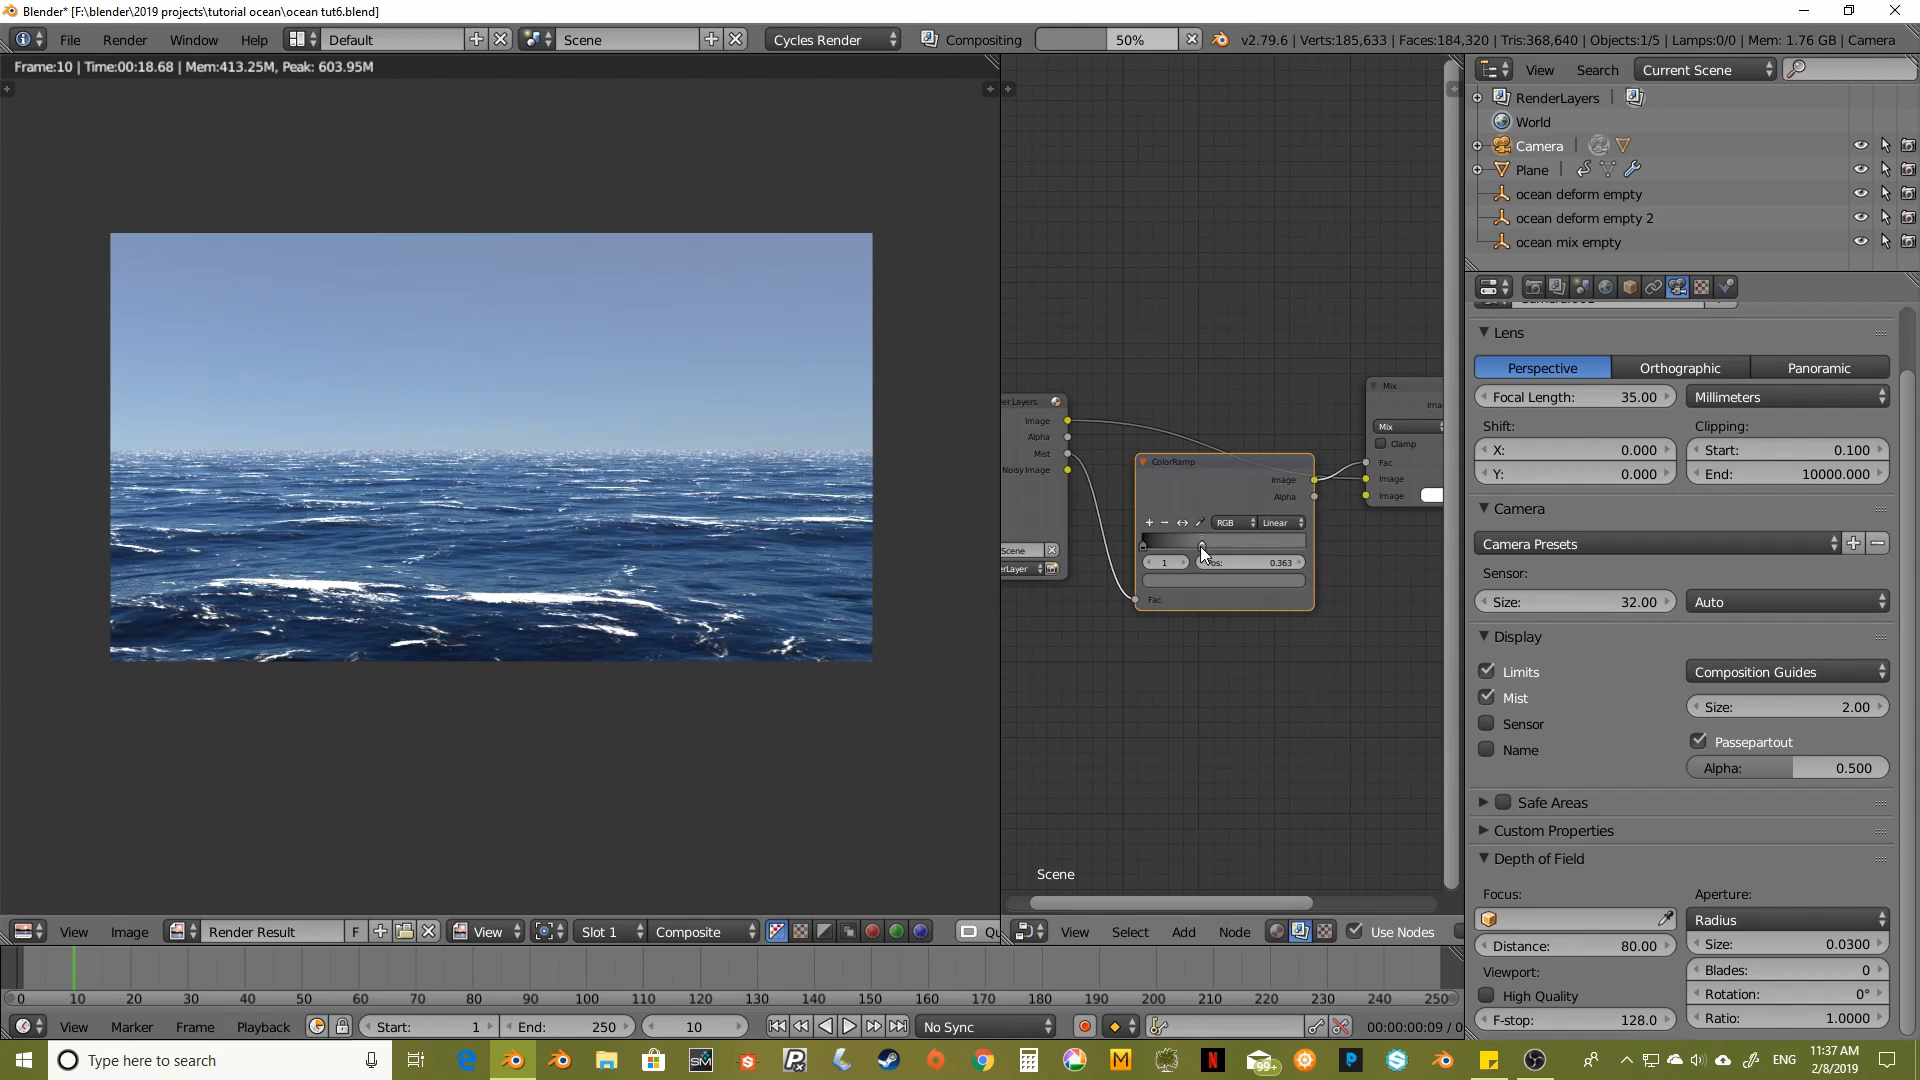 Blender* [F:\blender\2019 projects\tutorial ocean\ocean tut6.blend]
File Render Window Help Default Scene Cycles Render Compositing 50% v2.79.6 | Verts:185,633 | Faces:184,320 | Tris:368,640 | Objects:1/5 | Lamps:0/0 | Mem: 1.76 GB | Camera
Frame:10 | Time:00:18.68 | Mem:413.25M, Peak: 603.95M
View Search Current Scene
RenderLayers
World
Camera
Plane
ocean deform empty
ocean deform empty 2
ocean mix empty
Lens
Perspective Orthographic Panoramic
Focal Length: 35.00 Millimeters
Shift: Clipping:
X: 0.000 Start: 0.100
Y: 0.000 End: 10000.000
Camera
Camera Presets
Sensor:
Size: 32.00 Auto
Display
Limits Composition Guides
Mist Size: 2.00
Sensor
Name Passepartout
Alpha: 0.500
Safe Areas
Custom Properties
Depth of Field
Focus: Aperture:
Radius
Distance: 80.00 Size: 0.0300
Viewport: Blades: 0
High Quality Rotation: 0°
F-stop: 128.0 Ratio: 1.0000
er Layers
Image
Alpha
Mist
Noisy Image
Scene
erLayer
ColorRamp
Image
Alpha
RGB Linear
1 os: 0.363
Fac
Mix
Ima
Mix
Clamp
Fac
Image
Image
Scene
View Image Render Result F View Slot 1 Composite Qu
View Select Add Node Use Nodes
0 10 20 30 40 50 60 70 80 90 100 110 120 130 140 150 160 170 180 190 200 210 220 230 240 250
View Marker Frame Playback Start: 1 End: 250 10 No Sync 00:00:00:09 / 0
Type here to search
SM
M
N
99+
P
ENG
11:37 AM
2/8/2019